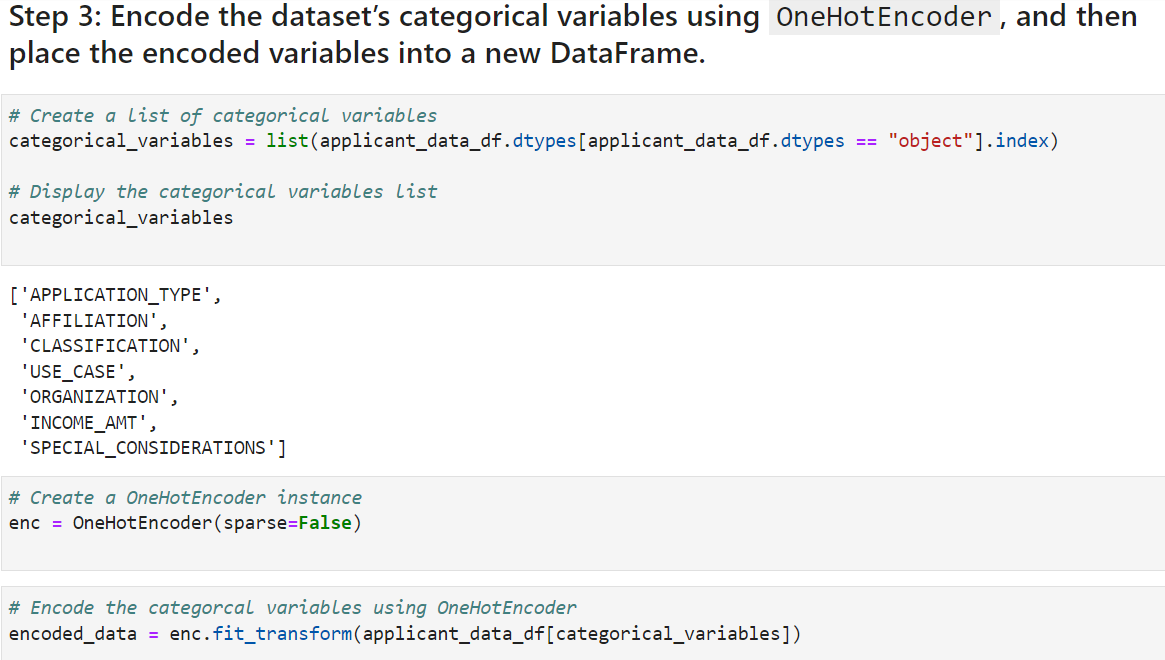 Step 3: Encode the dataset’s categorical variables using OneHotEncoder, and then
place the encoded variables into a new DataFrame.
# Create a list of categorical variables
categorical_variables = list(applicant_data_df.dtypes[applicant_data_df.dtypes == "object"].index)
# Display the categorical variables list
categorical_variables
['APPLICATION_TYPE',
 'AFFILIATION',
 'CLASSIFICATION',
 'USE_CASE',
 'ORGANIZATION',
 'INCOME_AMT',
 'SPECIAL_CONSIDERATIONS']
# Create a OneHotEncoder instance
enc = OneHotEncoder(sparse=False)
# Encode the categorcal variables using OneHotEncoder
encoded_data = enc.fit_transform(applicant_data_df[categorical_variables])